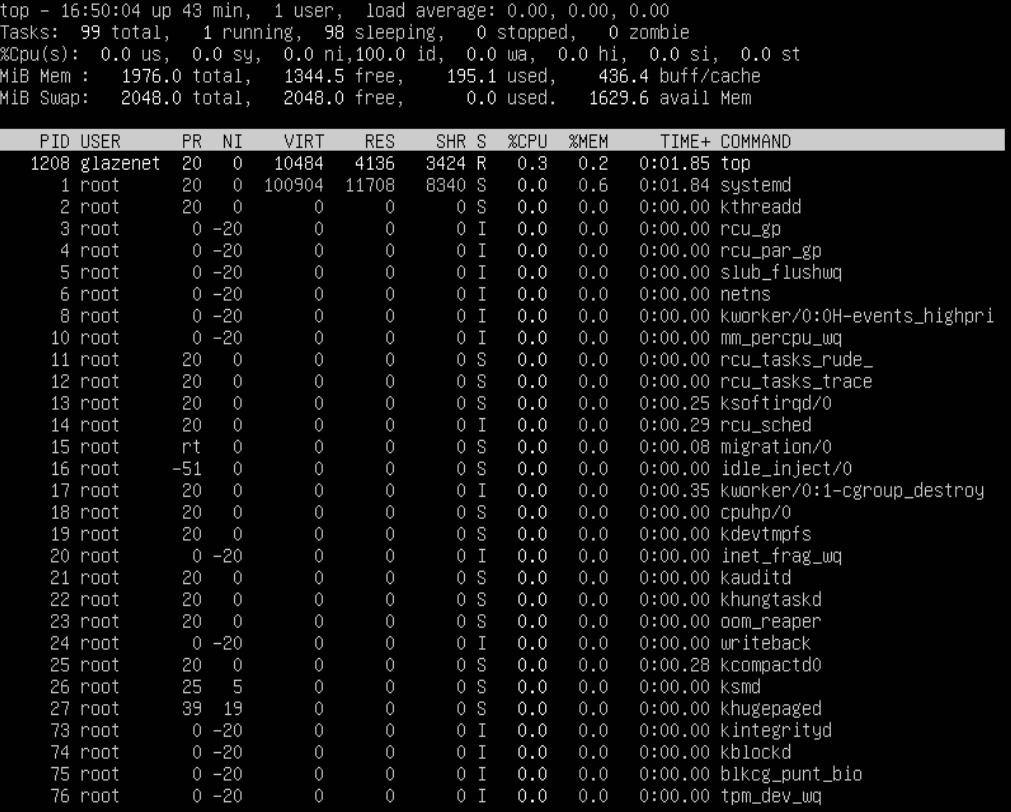 top - 16:50:04 up 43 min,  1 user,  load average: 0.00, 0.00, 0.00
Tasks:  99 total,   1 running,  98 sleeping,   0 stopped,   0 zombie
%Cpu(s):  0.0 us,  0.0 sy,  0.0 ni,100.0 id,  0.0 wa,  0.0 hi,  0.0 si,  0.0 st
MiB Mem :   1976.0 total,   1344.5 free,    195.1 used,    436.4 buff/cache
MiB Swap:   2048.0 total,   2048.0 free,      0.0 used.   1629.6 avail Mem
PID USER      PR  NI    VIRT    RES    SHR S  %CPU  %MEM     TIME+ COMMAND
1208 glazenet  20   0   10484   4136   3424 R   0.3   0.2   0:01.85 top
1 root      20   0  100904  11708   8340 S   0.0   0.6   0:01.84 systemd
2 root      20   0       0      0      0 S   0.0   0.0   0:00.00 kthreadd
3 root       0 -20       0      0      0 I   0.0   0.0   0:00.00 rcu_gp
4 root       0 -20       0      0      0 I   0.0   0.0   0:00.00 rcu_par_gp
5 root       0 -20       0      0      0 I   0.0   0.0   0:00.00 slub_flushwq
6 root       0 -20       0      0      0 I   0.0   0.0   0:00.00 netns
8 root       0 -20       0      0      0 I   0.0   0.0   0:00.00 kworker/0:0H-events_highpri
10 root       0 -20       0      0      0 I   0.0   0.0   0:00.00 mm_percpu_wq
11 root      20   0       0      0      0 S   0.0   0.0   0:00.00 rcu_tasks_rude_
12 root      20   0       0      0      0 S   0.0   0.0   0:00.00 rcu_tasks_trace
13 root      20   0       0      0      0 S   0.0   0.0   0:00.25 ksoftirqd/0
14 root      20   0       0      0      0 I   0.0   0.0   0:00.29 rcu_sched
15 root      rt   0       0      0      0 S   0.0   0.0   0:00.08 migration/0
16 root     -51   0       0      0      0 S   0.0   0.0   0:00.00 idle_inject/0
17 root      20   0       0      0      0 I   0.0   0.0   0:00.35 kworker/0:1-cgroup_destroy
18 root      20   0       0      0      0 S   0.0   0.0   0:00.00 cpuhp/0
19 root      20   0       0      0      0 S   0.0   0.0   0:00.00 kdevtmpfs
20 root       0 -20       0      0      0 I   0.0   0.0   0:00.00 inet_frag_wq
21 root      20   0       0      0      0 S   0.0   0.0   0:00.00 kauditd
22 root      20   0       0      0      0 S   0.0   0.0   0:00.00 khungtaskd
23 root      20   0       0      0      0 S   0.0   0.0   0:00.00 oom_reaper
24 root       0 -20       0      0      0 I   0.0   0.0   0:00.00 writeback
25 root      20   0       0      0      0 S   0.0   0.0   0:00.28 kcompactd0
26 root      25   5       0      0      0 S   0.0   0.0   0:00.00 ksmd
27 root      39  19       0      0      0 S   0.0   0.0   0:00.00 khugepaged
73 root       0 -20       0      0      0 I   0.0   0.0   0:00.00 kintegrityd
74 root       0 -20       0      0      0 I   0.0   0.0   0:00.00 kblockd
75 root       0 -20       0      0      0 I   0.0   0.0   0:00.00 blkcg_punt_bio
76 root       0 -20       0      0      0 I   0.0   0.0   0:00.00 tpm_dev_wq